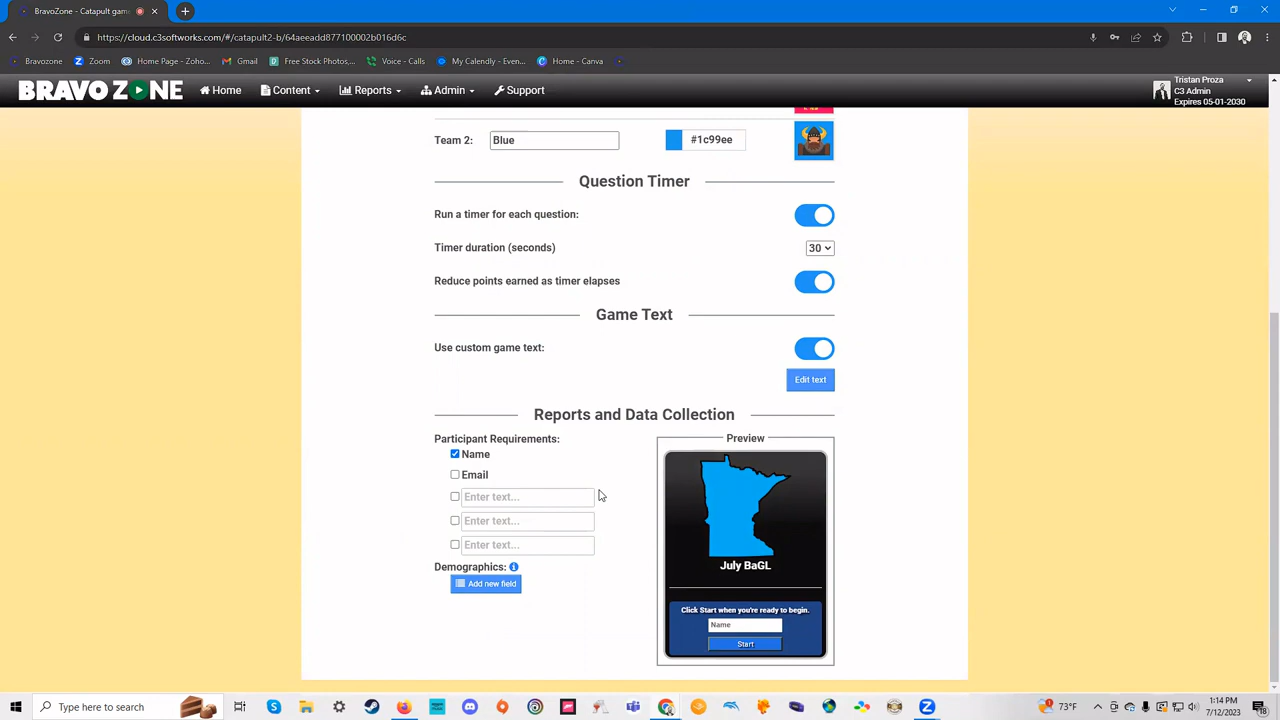 BravoZone - Catapult gam
https://cloud.c3softworks.com/#/catapult2-b/64aeeadd877100002b016d6c
Bravozone
Zoom
Home Page - Zoho...
Gmail
Free Stock Photos,...
Voice - Calls
My Calendly - Even...
Home - Canva
BRAVO ZONE
Home
Content
Reports
Admin
Support
Tristan Proza
C3 Admin
Expires 05-01-2030
Team 2:
Blue
#1c99ee
Question Timer
Run a timer for each question:
Timer duration (seconds)
30
Reduce points earned as timer elapses
Game Text
Use custom game text:
Edit text
Reports and Data Collection
Participant Requirements:
Name
Email
Enter text...
Enter text...
Enter text...
Demographics:
Add new field
Preview
July BaGL
Click Start when you're ready to begin.
Name
Start
Type here to search
73°F
1:14 PM
7/12/2023
18